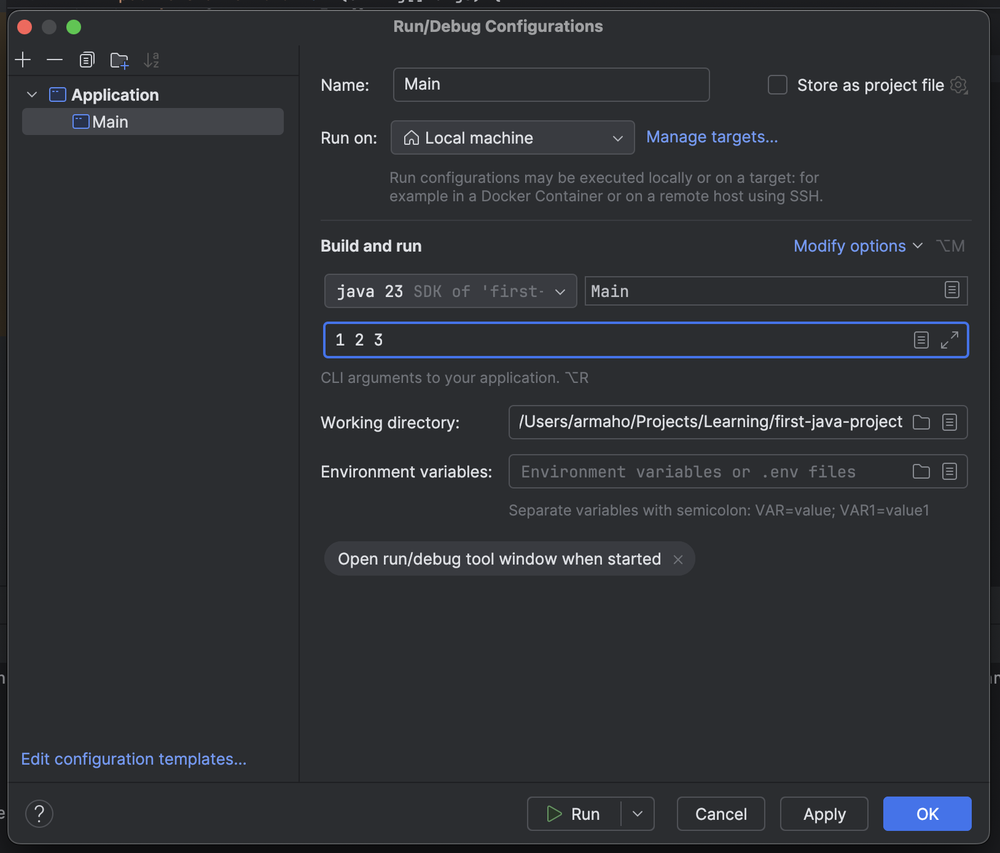 Run/Debug Configurations
Application
Main
Edit configuration templates...
Name:
Main
Store as project file
Run on:
Local machine
Manage targets...
Run configurations may be executed locally or on a target: for
example in a Docker Container or on a remote host using SSH.
Build and run
Modify options
⌥M
java 23 SDK of 'first-
Main
1 2 3
CLI arguments to your application. ⌥R
Working directory:
/Users/armaho/Projects/Learning/first-java-project
Environment variables:
Environment variables or .env files
Separate variables with semicolon: VAR=value; VAR1=value1
Open run/debug tool window when started
?
Run
Cancel
Apply
OK